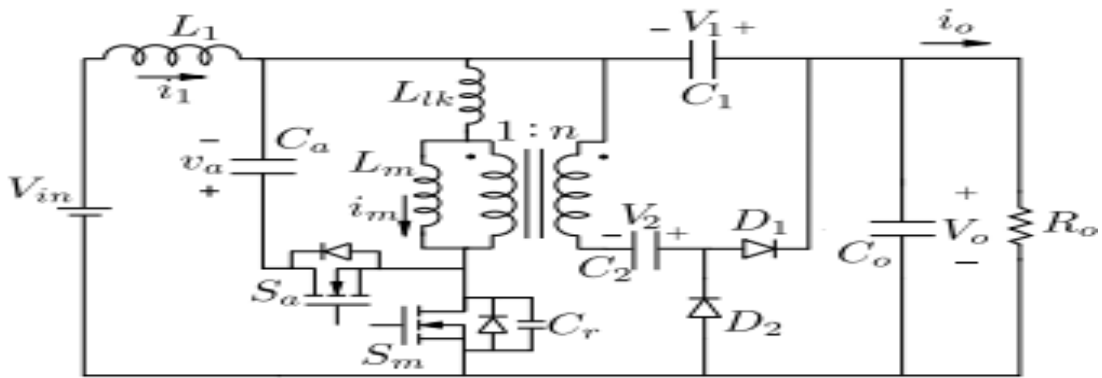 L1
i1
- V1 +
C1
io
Llk
- Ca
va
+
1 : n
Lm
im
Vin
- V2 +
C2
D1
Co
+
Vo
-
Ro
Sa
Sm
Cr
D2